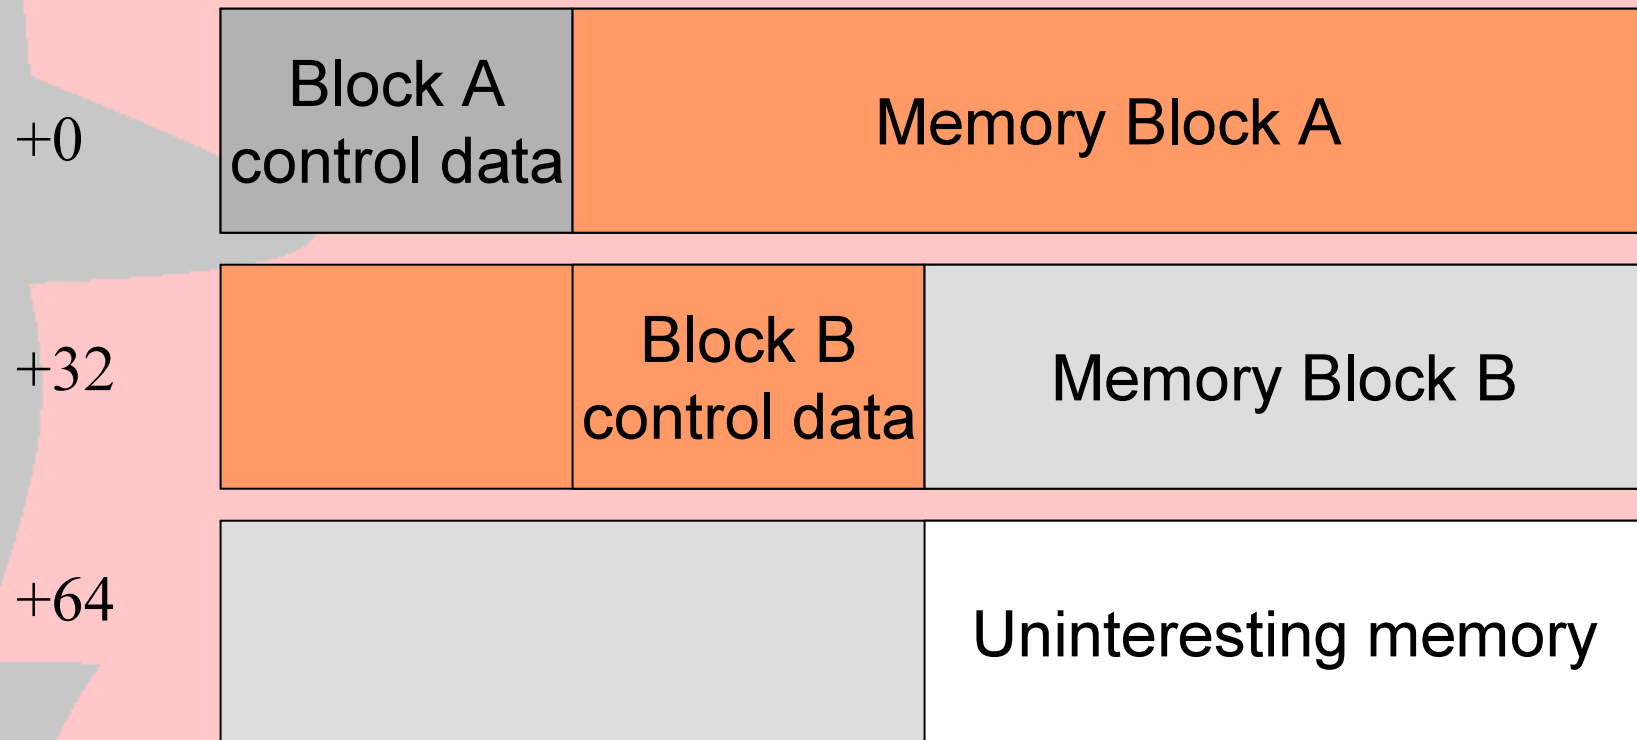 +0
Block A
control data
Memory Block A
+32
Block B
control data
Memory Block B
+64
Uninteresting memory